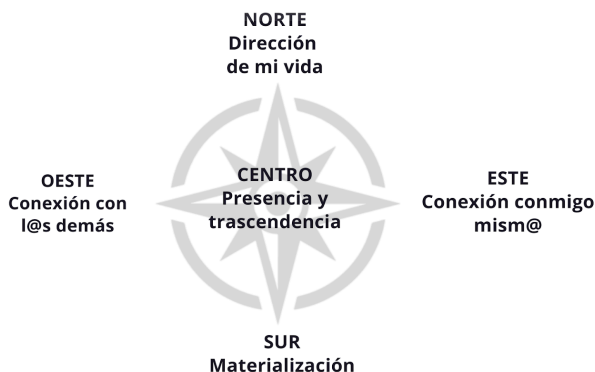 NORTE
Dirección
de mi vida
OESTE
Conexión con
l@s demás
CENTRO
Presencia y
trascendencia
ESTE
Conexión conmigo
mism@
SUR
Materialización